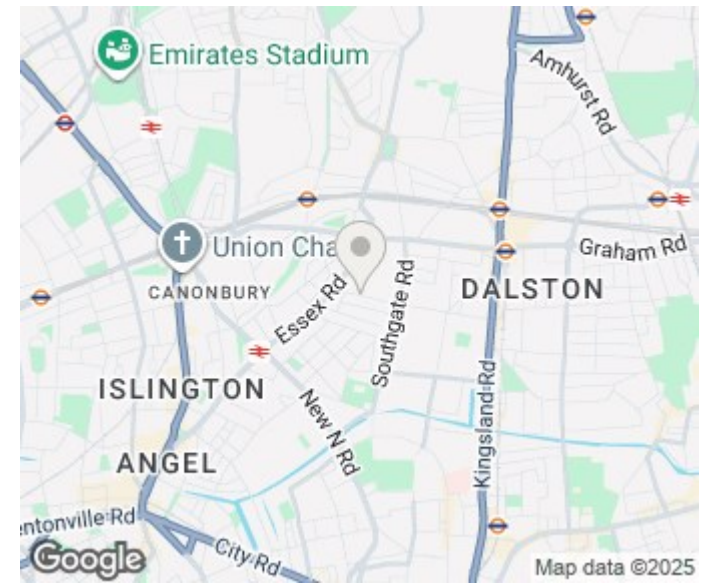 Emirates Stadium
Amhurst Rd
Union Cha
Graham Rd
CANONBURY
Essex Rd
Southgate Rd
DALSTON
ISLINGTON
New N Rd
Kingsland Rd
ANGEL
entonville Rd
City Rd
Google
Map data ©2025